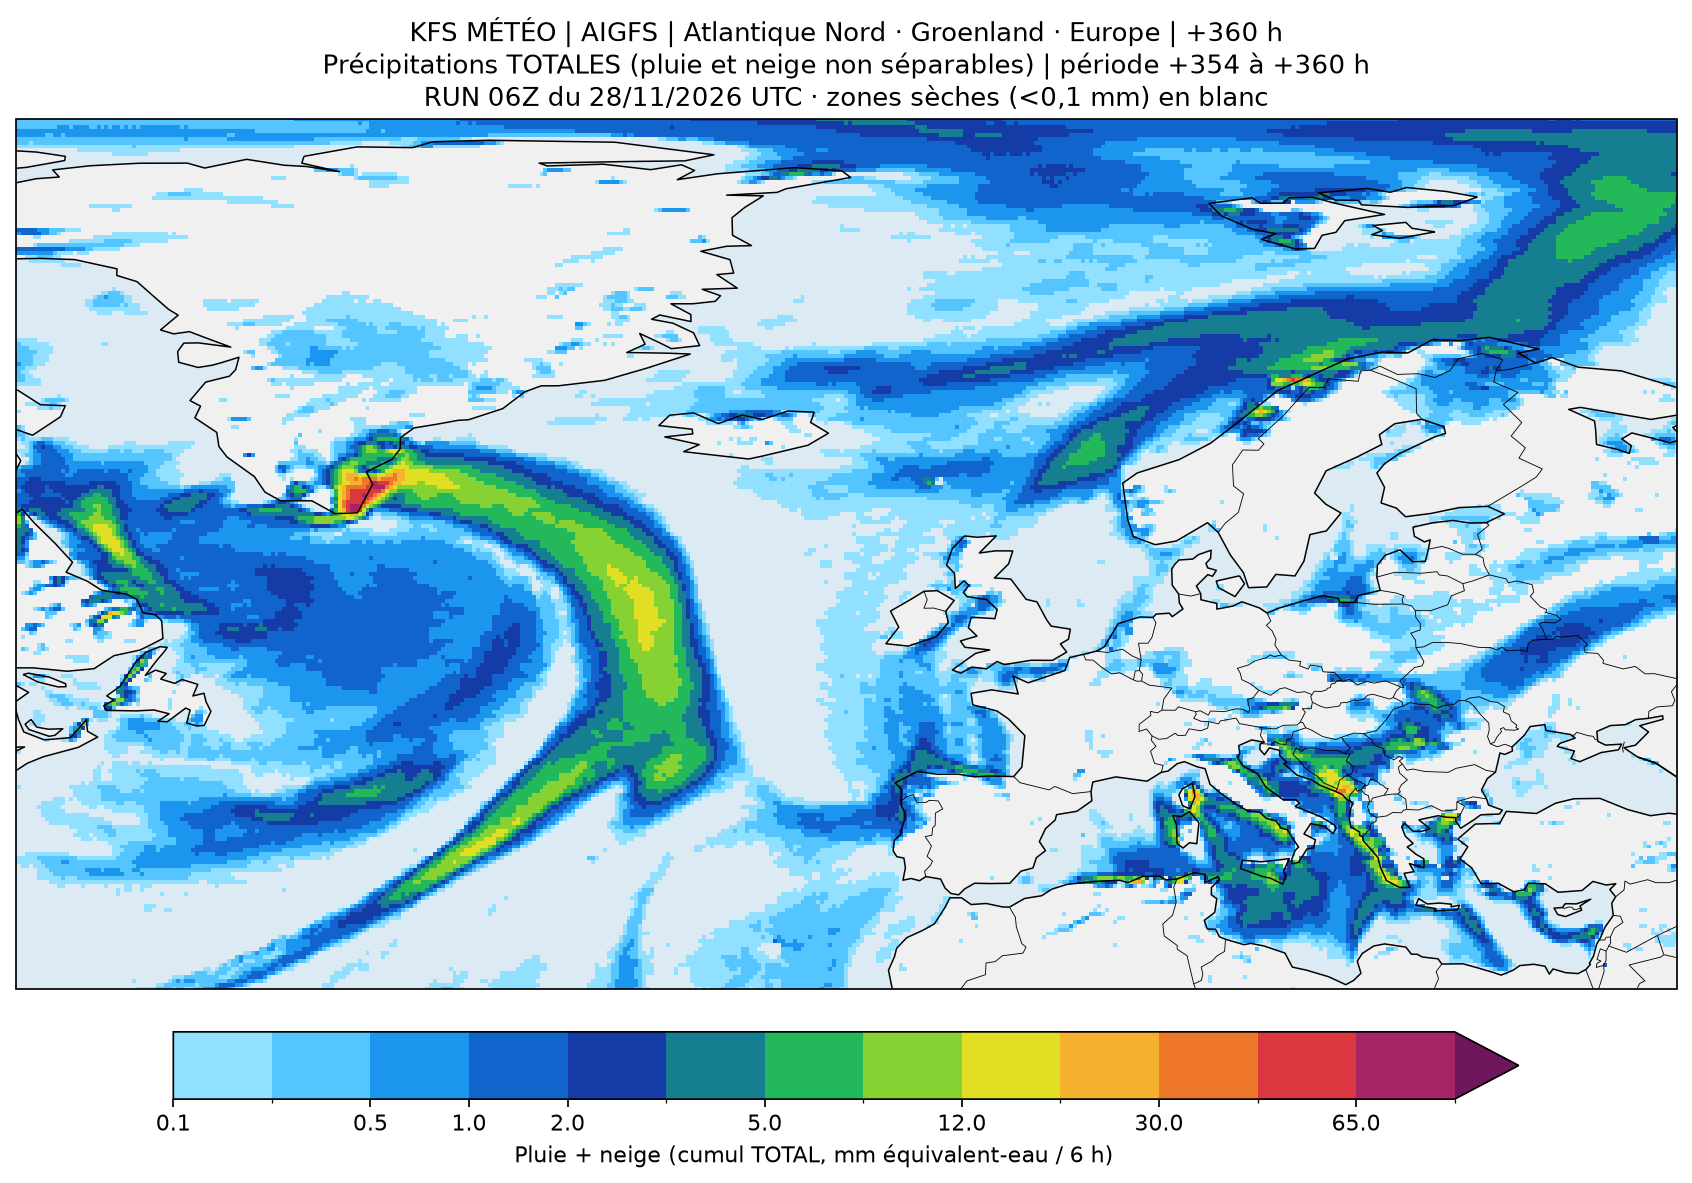 KFS MÉTÉO | AIGFS | Atlantique Nord · Groenland · Europe | +360 h
Précipitations TOTALES (pluie et neige non séparables) | période +354 à +360 h
RUN 06Z du 28/11/2026 UTC · zones sèches (<0,1 mm) en blanc
0.1 0.5 1.0 2.0 5.0 12.0 30.0 65.0
Pluie + neige (cumul TOTAL, mm équivalent-eau / 6 h)